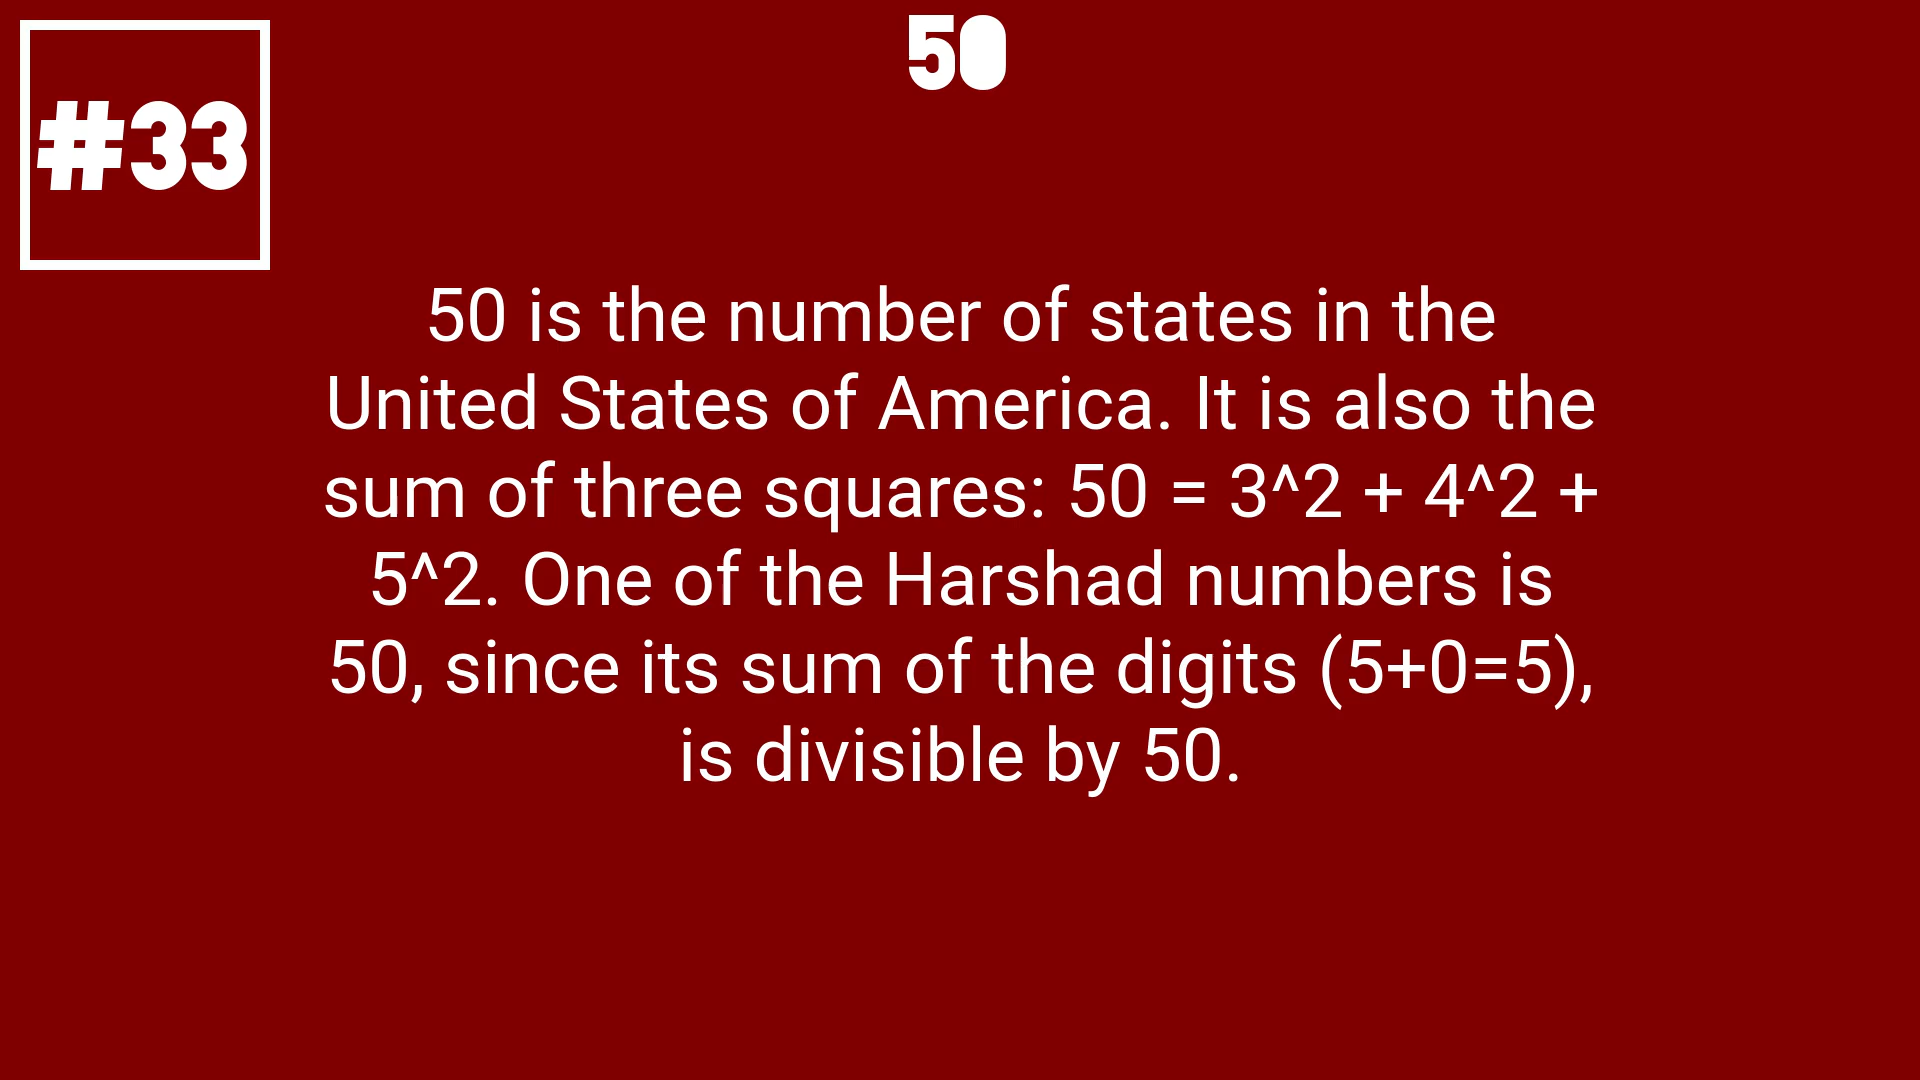 #33
50
50 is the number of states in the
United States of America. It is also the
sum of three squares: 50 = 3^2 + 4^2 +
5^2. One of the Harshad numbers is
50, since its sum of the digits (5+0=5),
is divisible by 50.